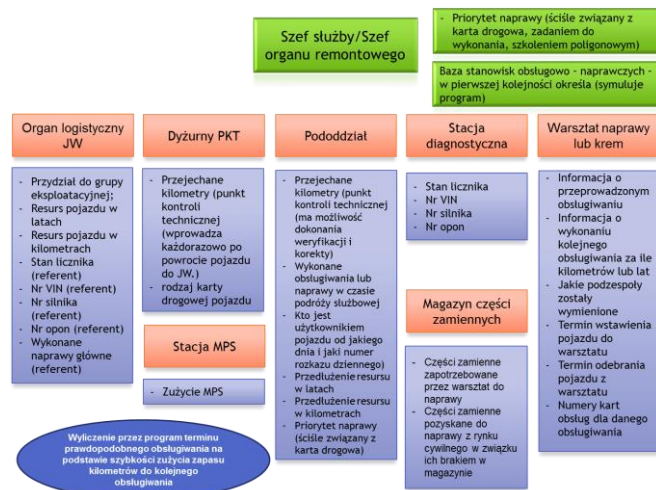 Szef służby/Szef
organu remontowego
- Priorytet naprawy (ściśle związany z
karta drogowa, zadaniem do
wykonania, szkoleniem poligonowym)
Baza stanowisk obsługowo - naprawczych -
w pierwszej kolejności określa (symuluje
program)
Organ logistyczny
JW
- Przydział do grupy
eksploatacyjnej;
- Resurs pojazdu w
latach
- Resurs pojazdu w
kilometrach
- Stan licznika
(referent)
- Nr VIN (referent)
- Nr silnika
(referent)
- Nr opon (referent)
- Wykonane
naprawy główne
(referent)
Dyżurny PKT
- Przejechane
kilometry (punkt
kontroli
technicznej
(wprowadza
każdorazowo po
powrocie pojazdu
do JW.)
- rodzaj karty
drogowej pojazdu
Stacja MPS
- Zużycie MPS
Pododdział
- Przejechane
kilometry (punkt
kontroli technicznej
(ma możliwość
dokonania
weryfikacji i
korekty)
- Wykonane
obsługiwania lub
naprawy w czasie
podróży służbowej
- Kto jest
użytkownikiem
pojazdu od jakiego
dnia i jaki numer
rozkazu dziennego)
- Przedłużenie resursu
w latach
- Przedłużenie resursu
w kilometrach
- Priorytet naprawy
(ściśle związany z
karta drogowa)
Stacja
diagnostyczna
- Stan licznika
- Nr VIN
- Nr silnika
- Nr opon
Magazyn części
zamiennych
- Części zamienne
zapotrzebowane
przez warsztat do
naprawy
- Części zamienne
pozyskane do
naprawy z rynku
cywilnego w związku
ich brakiem w
magazynie
Warsztat naprawy
lub krem
- Informacja o
przeprowadzonym
obsługiwaniu
- Informacja o
wykonaniu
kolejnego
obsługiwania za ile
kilometrów lub lat
- Jakie podzespoły
zostały
wymienione
- Termin wstawienia
pojazdu do
warsztatu
- Termin odebrania
pojazdu z
warsztatu
- Numery kart
obsług dla danego
obsługiwania
Wyliczenie przez program terminu
prawdopodobnego obsługiwania na
podstawie szybkości zużycia zapasu
kilometrów do kolejnego
obsługiwania